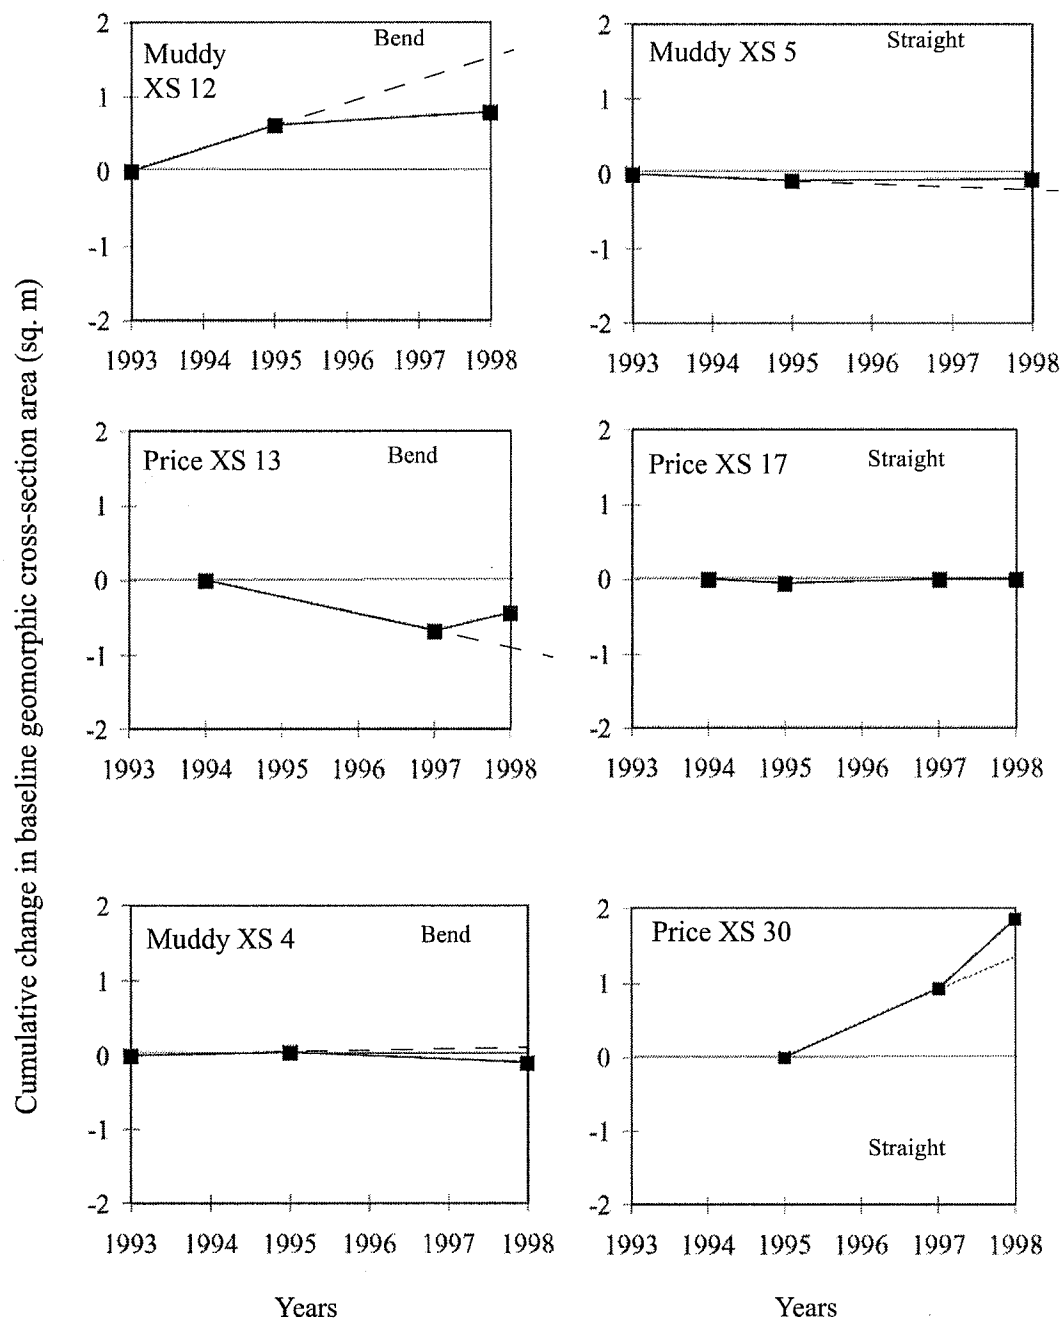 Cumulative change in baseline geomorphic cross-section area (sq. m)
Muddy
XS 12
Bend
2
1
0
-1
-2
1993 1994 1995 1996 1997 1998
Muddy XS 5
Straight
2
1
0
-1
-2
1993 1994 1995 1996 1997 1998
Price XS 13
Bend
2
1
0
-1
-2
1993 1994 1995 1996 1997 1998
Price XS 17
Straight
2
1
0
-1
-2
1993 1994 1995 1996 1997 1998
Muddy XS 4
Bend
2
1
0
-1
-2
1993 1994 1995 1996 1997 1998
Years
Price XS 30
Straight
2
1
0
-1
-2
1993 1994 1995 1996 1997 1998
Years